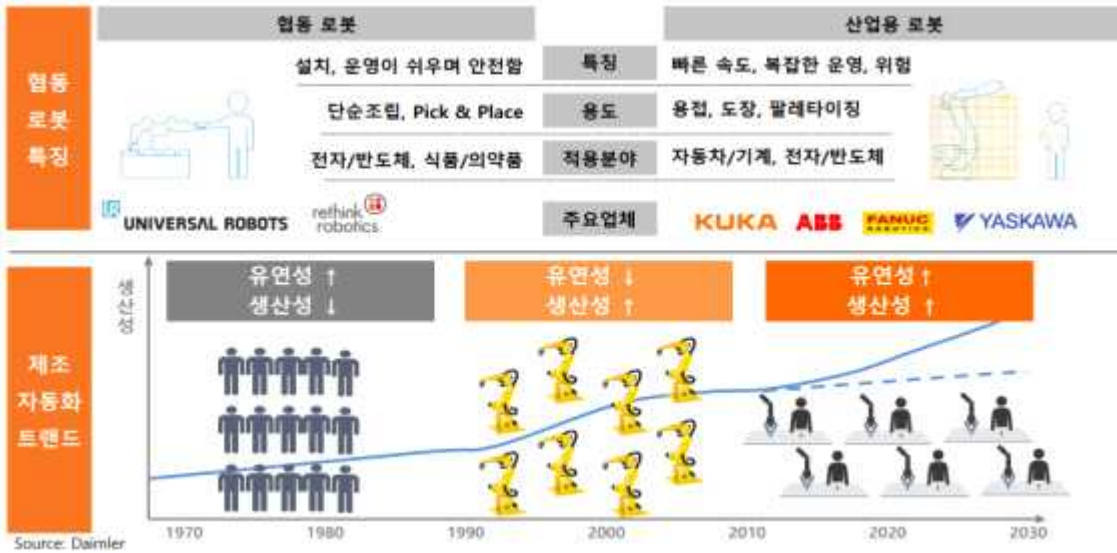 협동 로봇
산업용 로봇
협동
로봇
특징
설치, 운영이 쉬우며 안전함
특징
빠른 속도, 복잡한 운영, 위험
단순조립, Pick & Place
용도
용접, 도장, 팔레타이징
전자/반도체, 식품/의약품
적용분야
자동차/기계, 전자/반도체
UNIVERSAL ROBOTS
rethink
robotics
주요업체
KUKA
ABB
FANUC
ROBOTICS
YASKAWA
제조
자동화
트랜드
생산성
유연성 ↑
생산성 ↓
유연성 ↓
생산성 ↑
유연성 ↑
생산성 ↑
1970
1980
1990
2000
2010
2020
2030
Source: Daimler